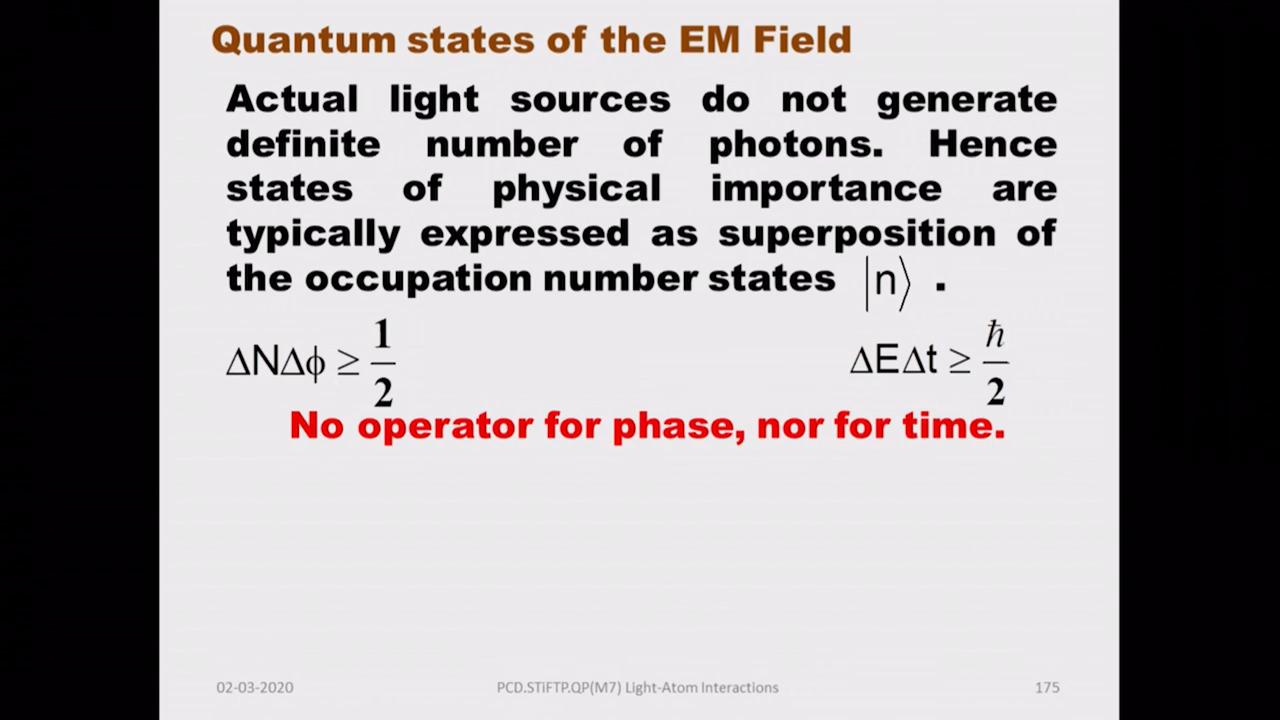 Quantum states of the EM Field
Actual light sources do not generate
definite number of photons. Hence
states of physical importance are
typically expressed as superposition of
the occupation number states |n⟩ .
ΔNΔϕ ≥ 1/2
ΔEΔt ≥ ℏ/2
No operator for phase, nor for time.
02-03-2020
PCD.STiFTP.QP(M7) Light-Atom Interactions
175